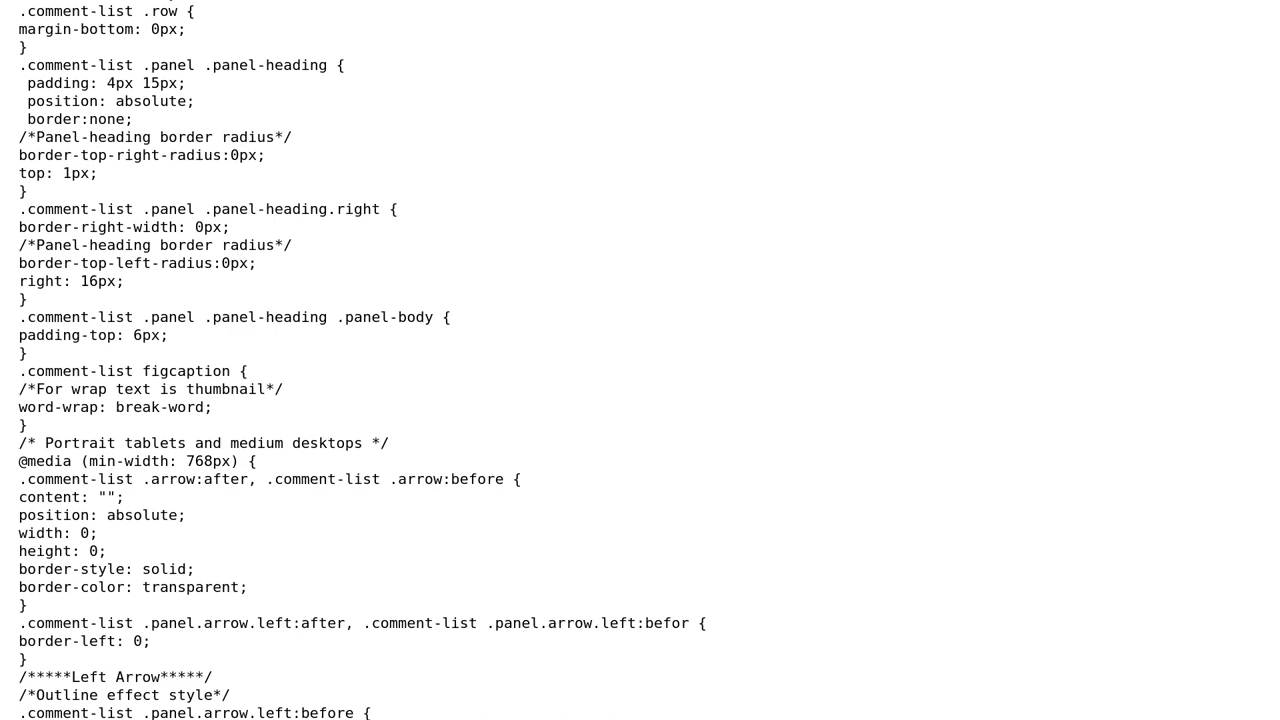 .comment-list .row {
margin-bottom: 0px;
}
.comment-list .panel .panel-heading {
 padding: 4px 15px;
 position: absolute;
 border:none;
/*Panel-heading border radius*/
border-top-right-radius:0px;
top: 1px;
}
.comment-list .panel .panel-heading.right {
border-right-width: 0px;
/*Panel-heading border radius*/
border-top-left-radius:0px;
right: 16px;
}
.comment-list .panel .panel-heading .panel-body {
padding-top: 6px;
}
.comment-list figcaption {
/*For wrap text is thumbnail*/
word-wrap: break-word;
}
/* Portrait tablets and medium desktops */
@media (min-width: 768px) {
.comment-list .arrow:after, .comment-list .arrow:before {
content: "";
position: absolute;
width: 0;
height: 0;
border-style: solid;
border-color: transparent;
}
.comment-list .panel.arrow.left:after, .comment-list .panel.arrow.left:befor {
border-left: 0;
}
/*****Left Arrow*****/
/*Outline effect style*/
.comment-list .panel.arrow.left:before {